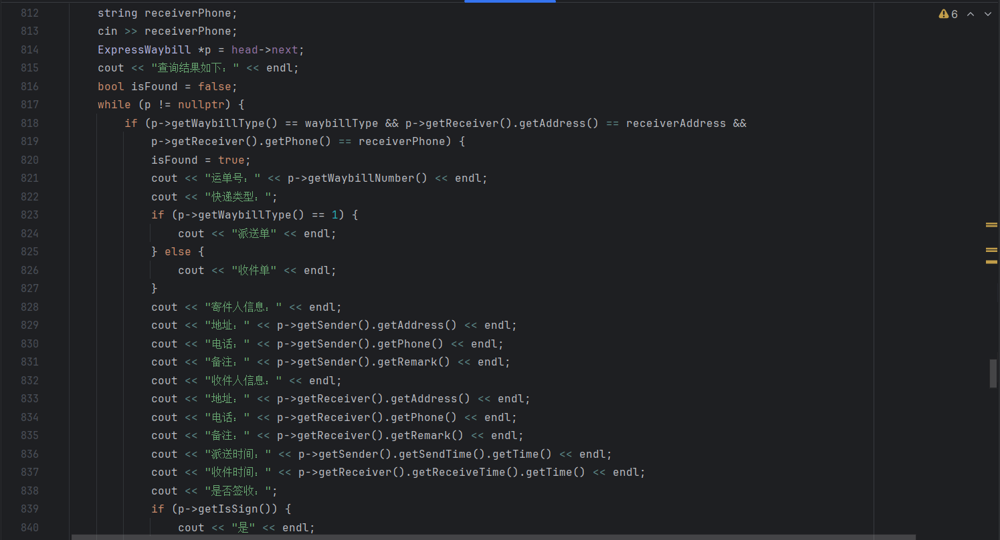 6
812 string receiverPhone;
813 cin >> receiverPhone;
814 ExpressWaybill *p = head->next;
815 cout << "查询结果如下：" << endl;
816 bool isFound = false;
817 while (p != nullptr) {
818 if (p->getWaybillType() == waybillType && p->getReceiver().getAddress() == receiverAddress &&
819 p->getReceiver().getPhone() == receiverPhone) {
820 isFound = true;
821 cout << "运单号：" << p->getWaybillNumber() << endl;
822 cout << "快递类型：";
823 if (p->getWaybillType() == 1) {
824 cout << "派送单" << endl;
825 } else {
826 cout << "收件单" << endl;
827 }
828 cout << "寄件人信息：" << endl;
829 cout << "地址：" << p->getSender().getAddress() << endl;
830 cout << "电话：" << p->getSender().getPhone() << endl;
831 cout << "备注：" << p->getSender().getRemark() << endl;
832 cout << "收件人信息：" << endl;
833 cout << "地址：" << p->getReceiver().getAddress() << endl;
834 cout << "电话：" << p->getReceiver().getPhone() << endl;
835 cout << "备注：" << p->getReceiver().getRemark() << endl;
836 cout << "派送时间：" << p->getSender().getSendTime().getTime() << endl;
837 cout << "收件时间：" << p->getReceiver().getReceiveTime().getTime() << endl;
838 cout << "是否签收：";
839 if (p->getIsSign()) {
840 cout << "是" << endl;